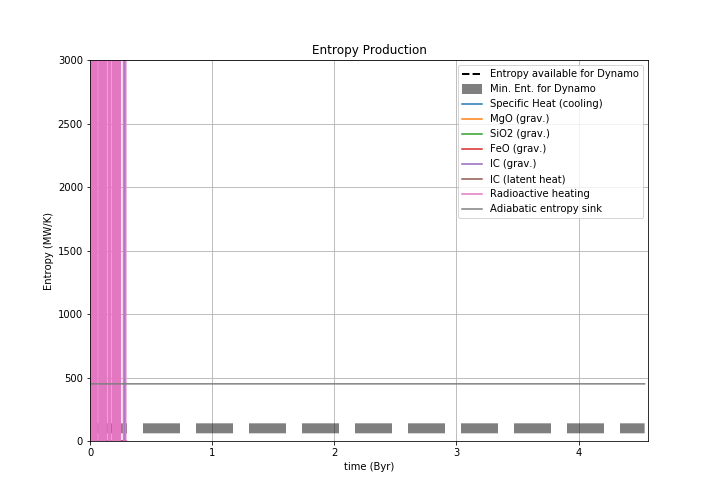 Entropy Production
3000
2500
2000
1500
1000
500
0
Entropy (MW/K)
Entropy available for Dynamo
Min. Ent. for Dynamo
Specific Heat (cooling)
MgO (grav.)
SiO2 (grav.)
FeO (grav.)
IC (grav.)
IC (latent heat)
Radioactive heating
Adiabatic entropy sink
0 1 2 3 4
time (Byr)